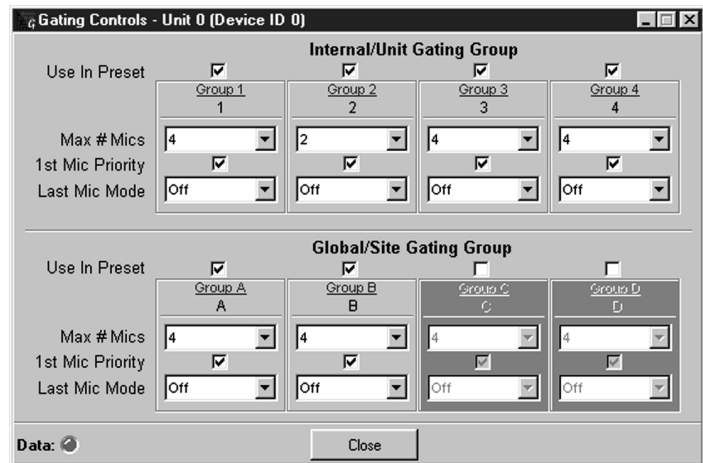 Gating Controls - Unit 0 (Device ID 0)
Internal/Unit Gating Group
Use In Preset
Group 1 Group 2 Group 3 Group 4
1 2 3 4
Max # Mics 4 2 4 4
1st Mic Priority
Last Mic Mode Off Off Off Off
Global/Site Gating Group
Use In Preset
Group A Group B Group C Group D
A B C D
Max # Mics 4 4 4 4
1st Mic Priority
Last Mic Mode Off Off Off Off
Data: Close